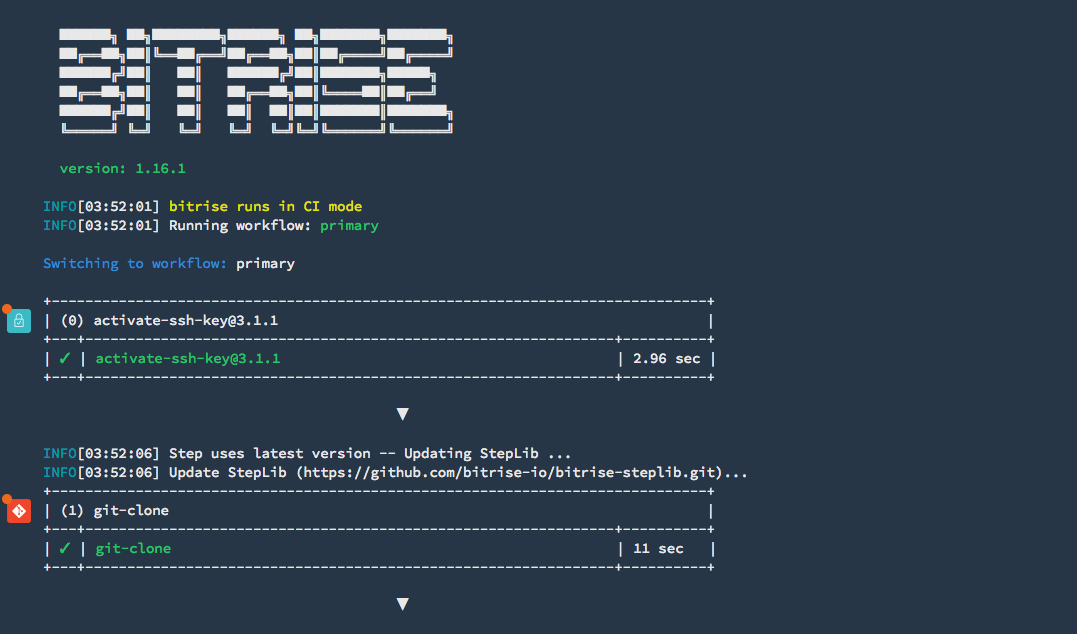 BITRISE
version: 1.16.1
INFO[03:52:01] bitrise runs in CI mode
INFO[03:52:01] Running workflow: primary
Switching to workflow: primary
+------------------------------------------------------------------------------+
| (0) activate-ssh-key@3.1.1 |
+---+---------------------------------------------------------------+----------+
| ✓ | activate-ssh-key@3.1.1 | 2.96 sec |
+---+---------------------------------------------------------------+----------+
▼
INFO[03:52:06] Step uses latest version -- Updating StepLib ...
INFO[03:52:06] Update StepLib (https://github.com/bitrise-io/bitrise-steplib.git)...
+------------------------------------------------------------------------------+
| (1) git-clone |
+---+---------------------------------------------------------------+----------+
| ✓ | git-clone | 11 sec |
+---+---------------------------------------------------------------+----------+
▼